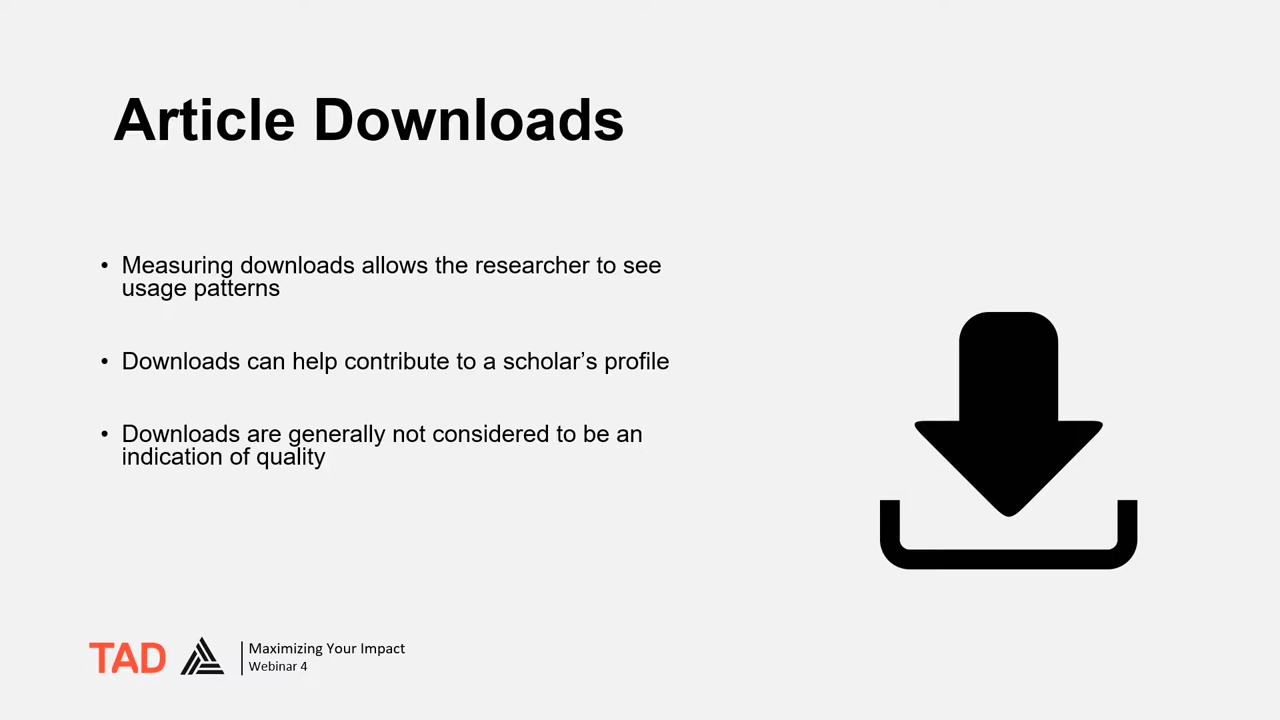 Article Downloads
• Measuring downloads allows the researcher to see
usage patterns
• Downloads can help contribute to a scholar’s profile
• Downloads are generally not considered to be an
indication of quality
TAD
Maximizing Your Impact
Webinar 4